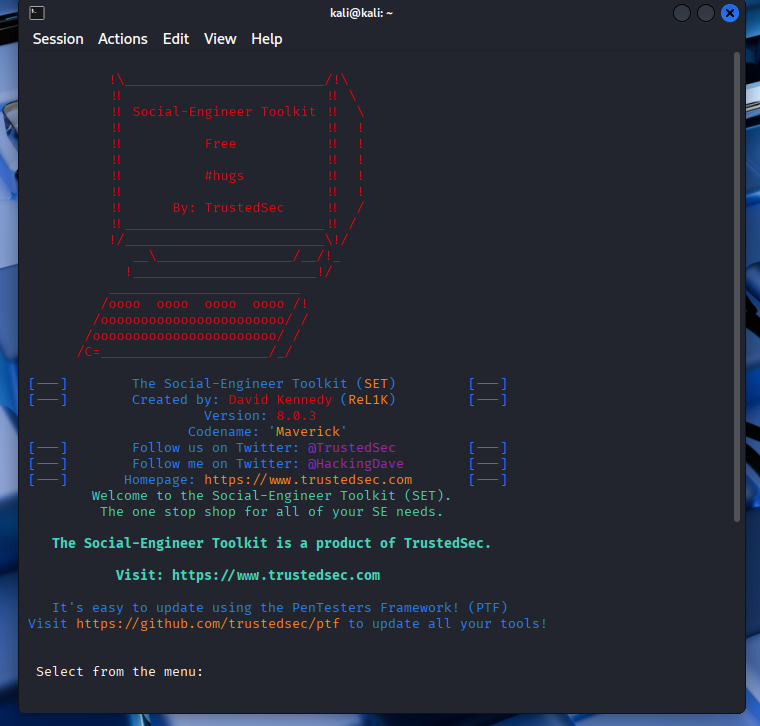 kali@kali: ~
Session Actions Edit View Help
!\_________________________/!\
!! !! \
!! Social-Engineer Toolkit !! \
!! !! !
!! Free !! !
!! !! !
!! #hugs !! !
!! !! !
!! By: TrustedSec !! /
!!_________________________!! /
!/_________________________\!/
__\_________________/__/!_
!_______________________!/
________________________
/oooo oooo oooo oooo /!
/ooooooooooooooooooooooo/ /
/ooooooooooooooooooooooo/ /
/C=_____________________/_/
[---] The Social-Engineer Toolkit (SET) [---]
[---] Created by: David Kennedy (ReL1K) [---]
Version: 8.0.3
Codename: 'Maverick'
[---] Follow us on Twitter: @TrustedSec [---]
[---] Follow me on Twitter: @HackingDave [---]
[---] Homepage: https://www.trustedsec.com [---]
Welcome to the Social-Engineer Toolkit (SET).
The one stop shop for all of your SE needs.
The Social-Engineer Toolkit is a product of TrustedSec.
Visit: https://www.trustedsec.com
It's easy to update using the PenTesters Framework! (PTF)
Visit https://github.com/trustedsec/ptf to update all your tools!
Select from the menu: